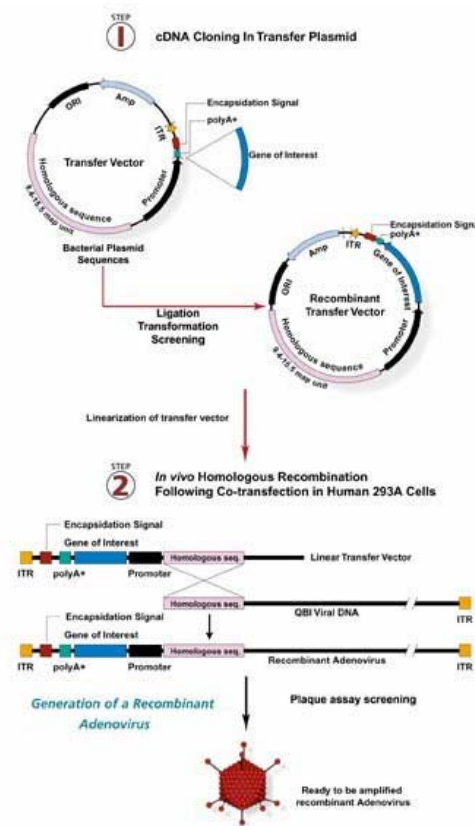 STEP
1
cDNA Cloning In Transfer Plasmid
Amp
ORI
ITR
Encapsidation Signal
polyA+
Gene of Interest
Transfer Vector
Promoter
Homologous sequence
9.4-15.5 map unit
Bacterial Plasmid
Sequences
Encapsidation Signal
polyA+
ITR
Amp
Gene of Interest
ORI
Recombinant
Transfer Vector
Promoter
Homologous sequence
9.4-15.5 map unit
Ligation
Transformation
Screening
Linearization of transfer vector
STEP
2
In vivo Homologous Recombination
Following Co-transfection in Human 293A Cells
Encapsidation Signal
Gene of Interest
Homologous seq.
Linear Transfer Vector
ITR
polyA+
Promoter
Homologous seq.
QBI Viral DNA
ITR
Encapsidation Signal
Gene of Interest
Homologous seq.
ITR
polyA+
Promoter
Recombinant Adenovirus
ITR
Generation of a Recombinant
Adenovirus
Plaque assay screening
Ready to be amplified
recombinant Adenovirus